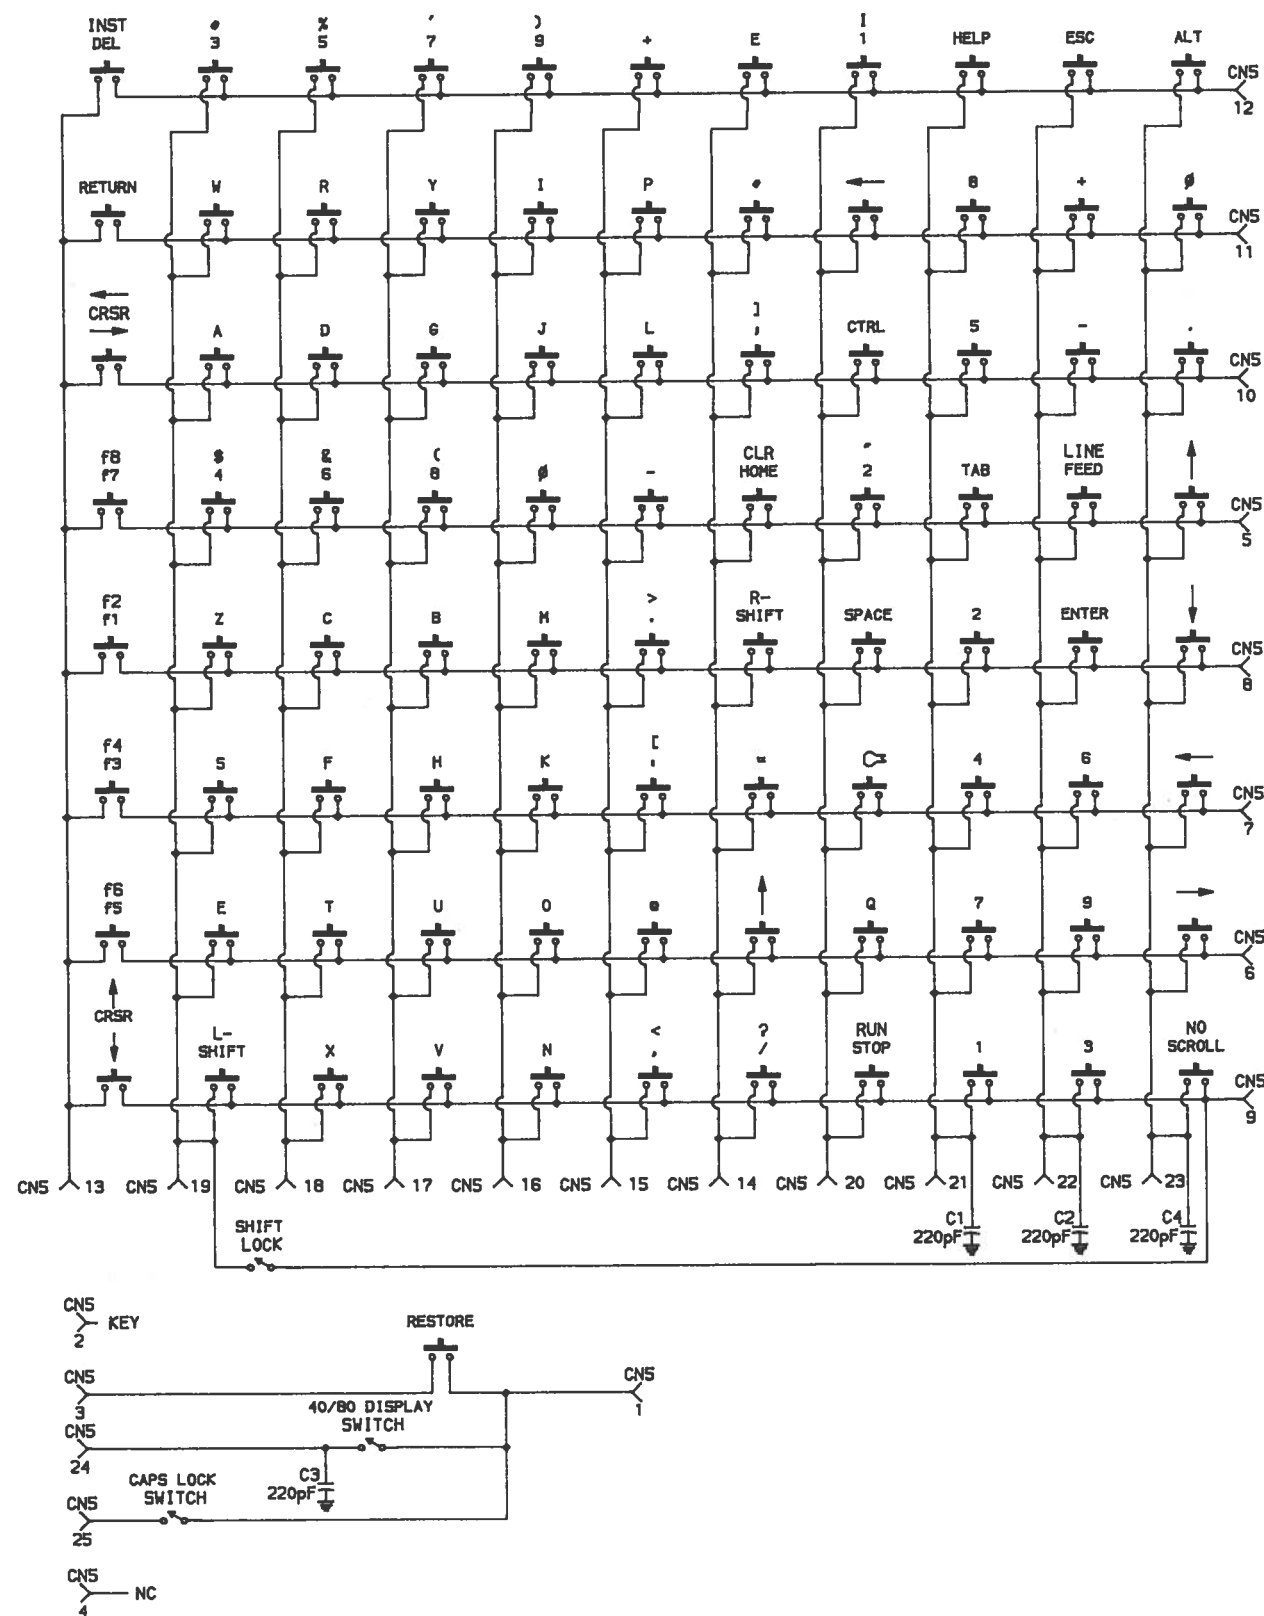 INST # % ' ) I
DEL 3 5 7 9 + E 1 HELP ESC ALT
CN5
12
RETURN W R Y I P * 8 + Ø
CN5
11
CRSR A D G J L ] CTRL 5 - .
;
CN5
10
f8 $ & ( CLR " LINE
f7 4 6 8 Ø - HOME 2 TAB FEED
CN5
5
f2 > R-
f1 Z C B M . SHIFT SPACE 2 ENTER
CN5
8
f4 [
f3 S F H K : = 4 6
CN5
7
f6
f5 E T U O @ Q 7 9
CN5
6
CRSR L- < ? RUN NO
SHIFT X V N , / STOP 1 3 SCROLL
CN5
9
CN5 13 CN5 19 CN5 18 CN5 17 CN5 16 CN5 15 CN5 14 CN5 20 CN5 21 CN5 22 CN5 23
C1 C2 C4
220pF 220pF 220pF
SHIFT
LOCK
CN5
2 KEY
RESTORE
CN5
3
CN5
1
40/80 DISPLAY
SWITCH
CN5
24
C3
220pF
CAPS LOCK
SWITCH
CN5
25
CN5
4 NC